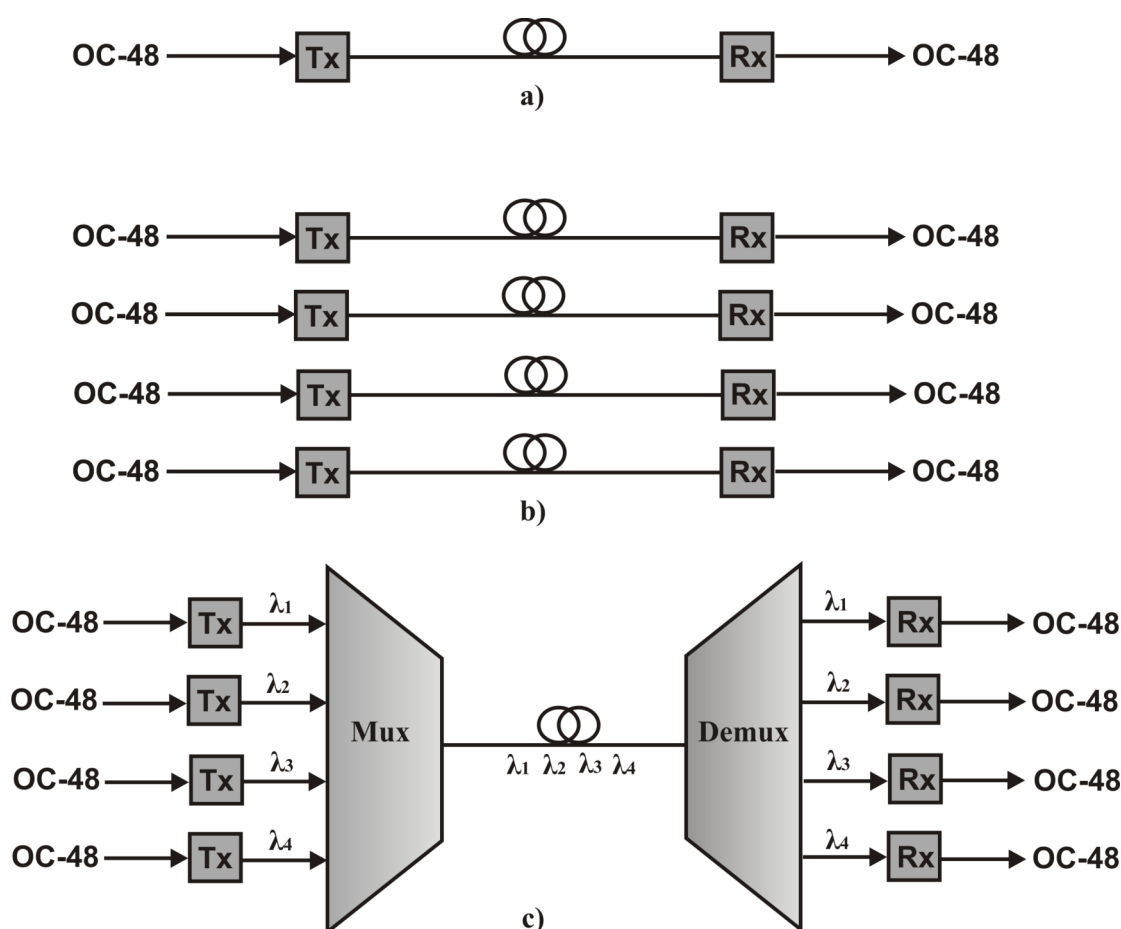 OC-48 Tx Rx OC-48
a)
OC-48 Tx Rx OC-48
OC-48 Tx Rx OC-48
OC-48 Tx Rx OC-48
OC-48 Tx Rx OC-48
b)
OC-48 Tx λ1 λ1 Rx OC-48
OC-48 Tx λ2 λ2 Rx OC-48
Mux Demux
λ1 λ2 λ3 λ4
OC-48 Tx λ3 λ3 Rx OC-48
OC-48 Tx λ4 λ4 Rx OC-48
c)